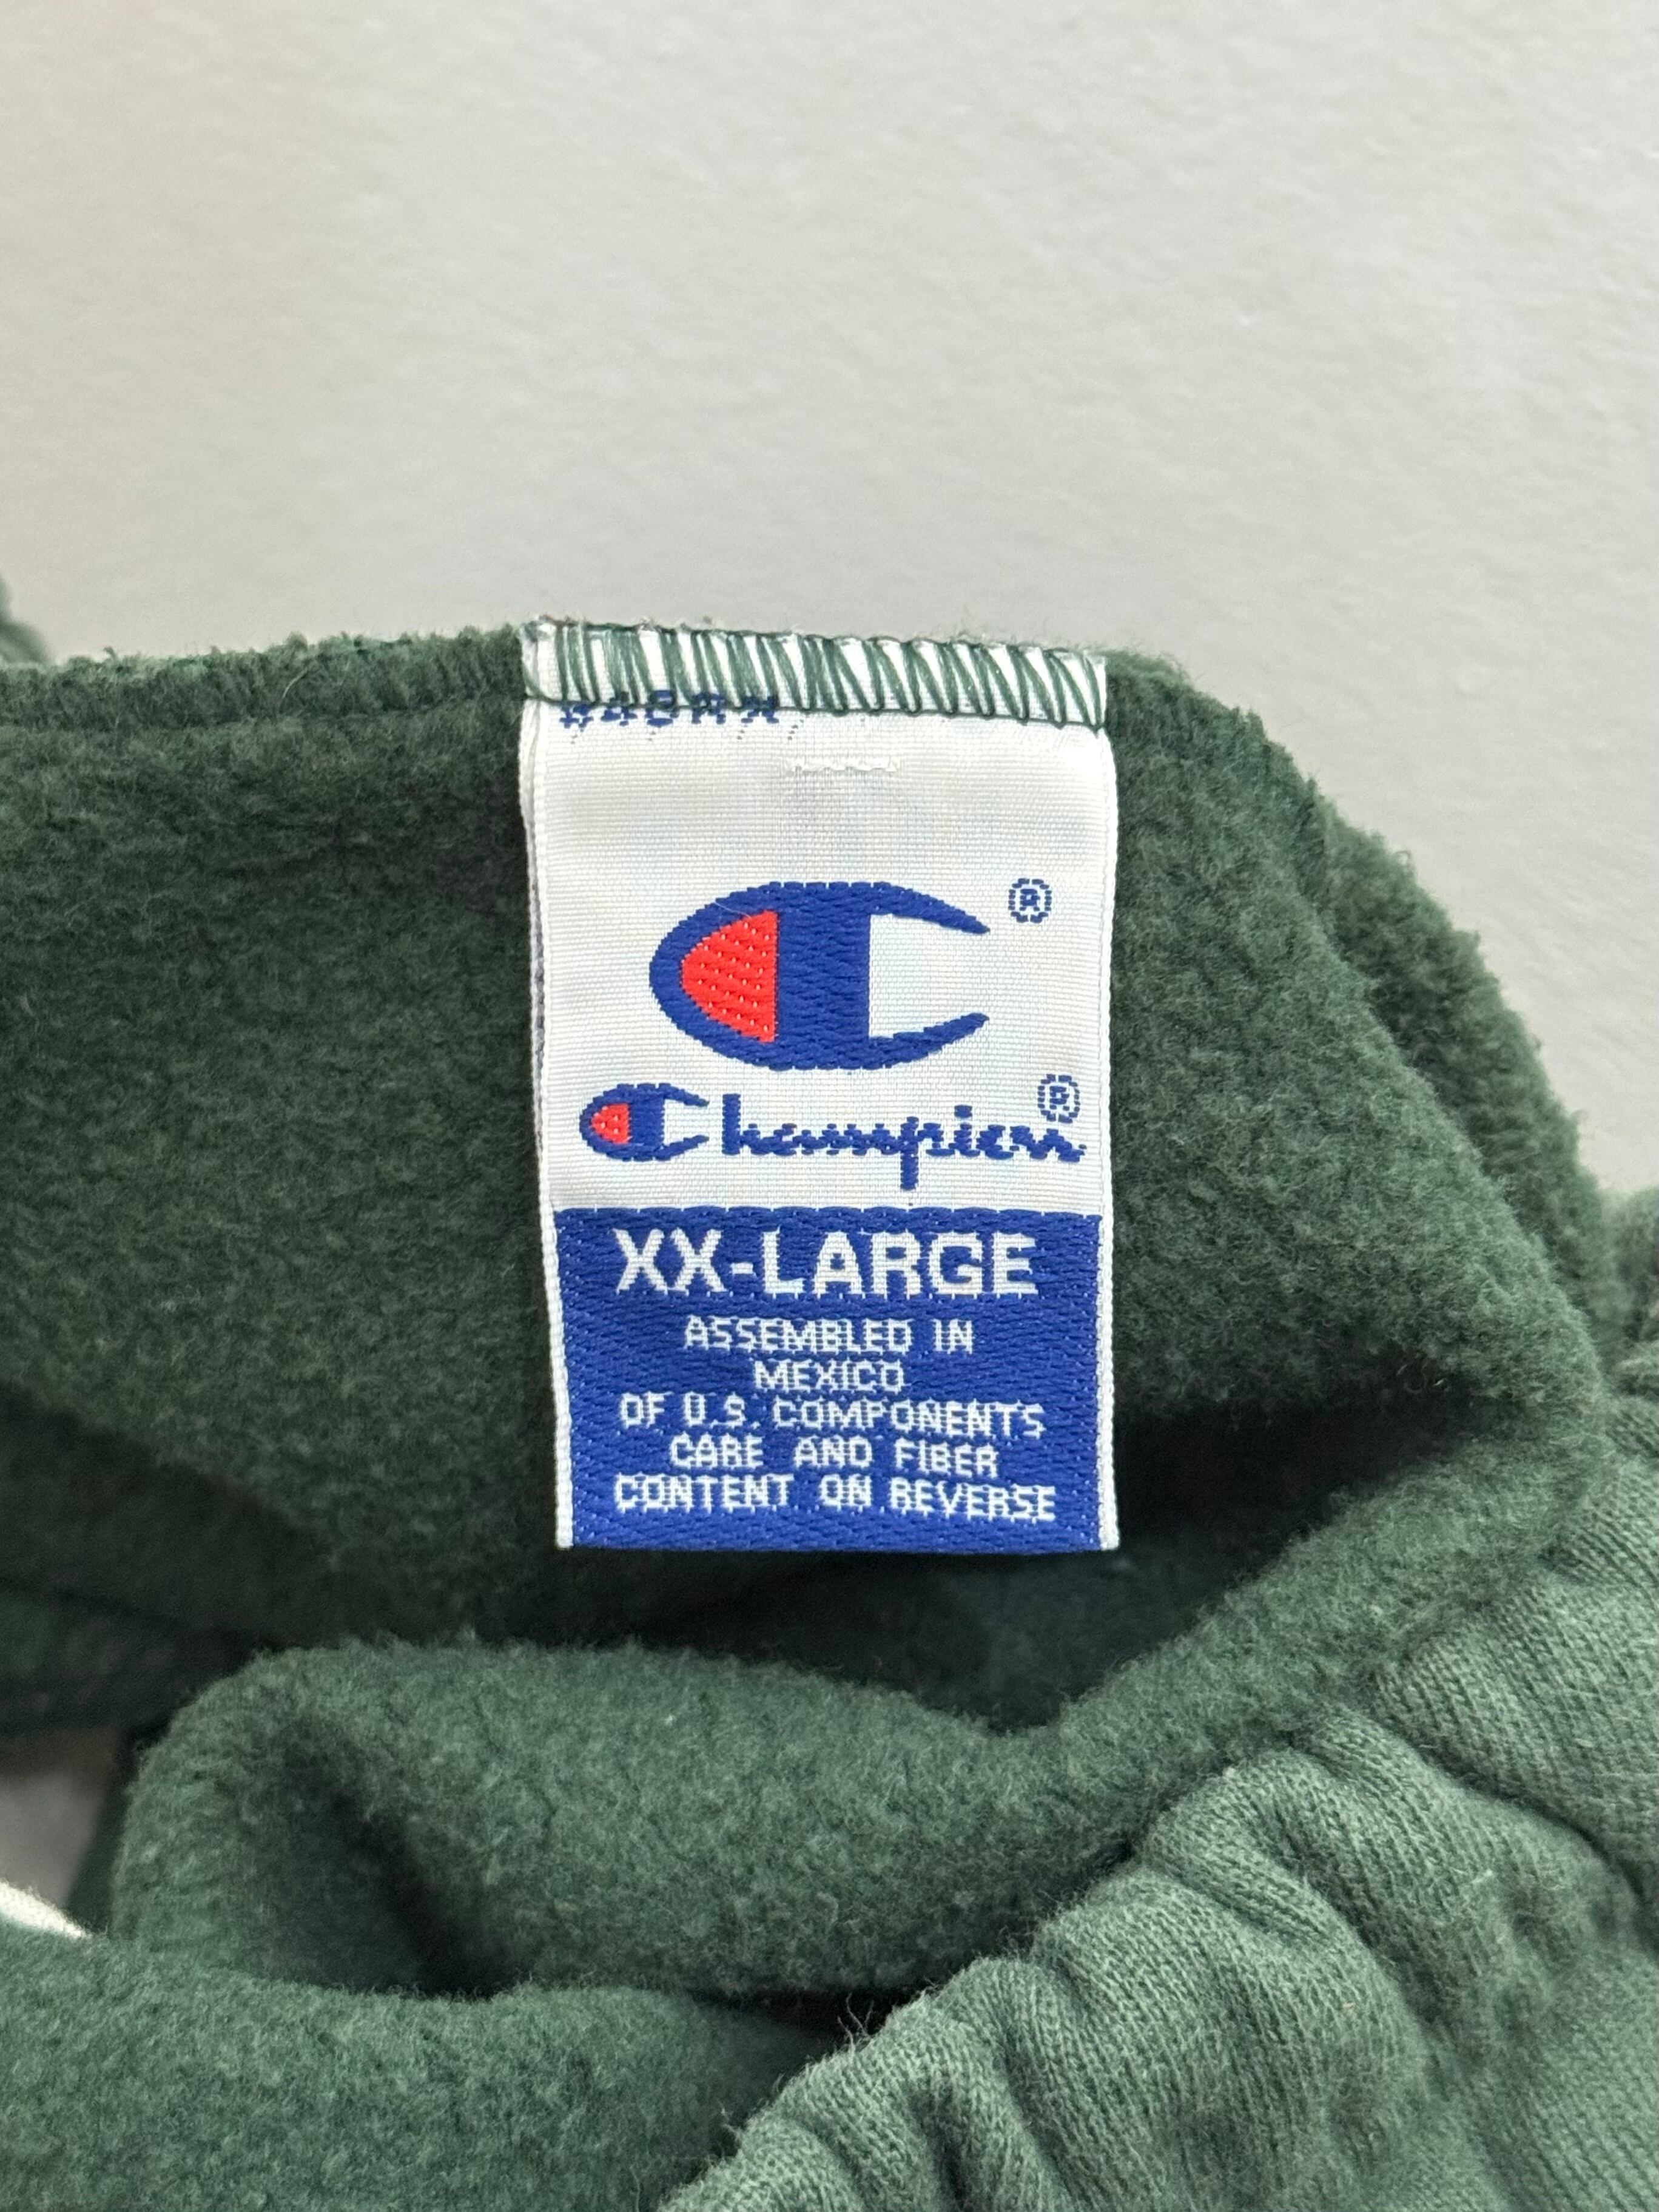 ®
Champion®
XX-LARGE
ASSEMBLED IN
MEXICO
OF U.S. COMPONENTS
CARE AND FIBER
CONTENT ON REVERSE